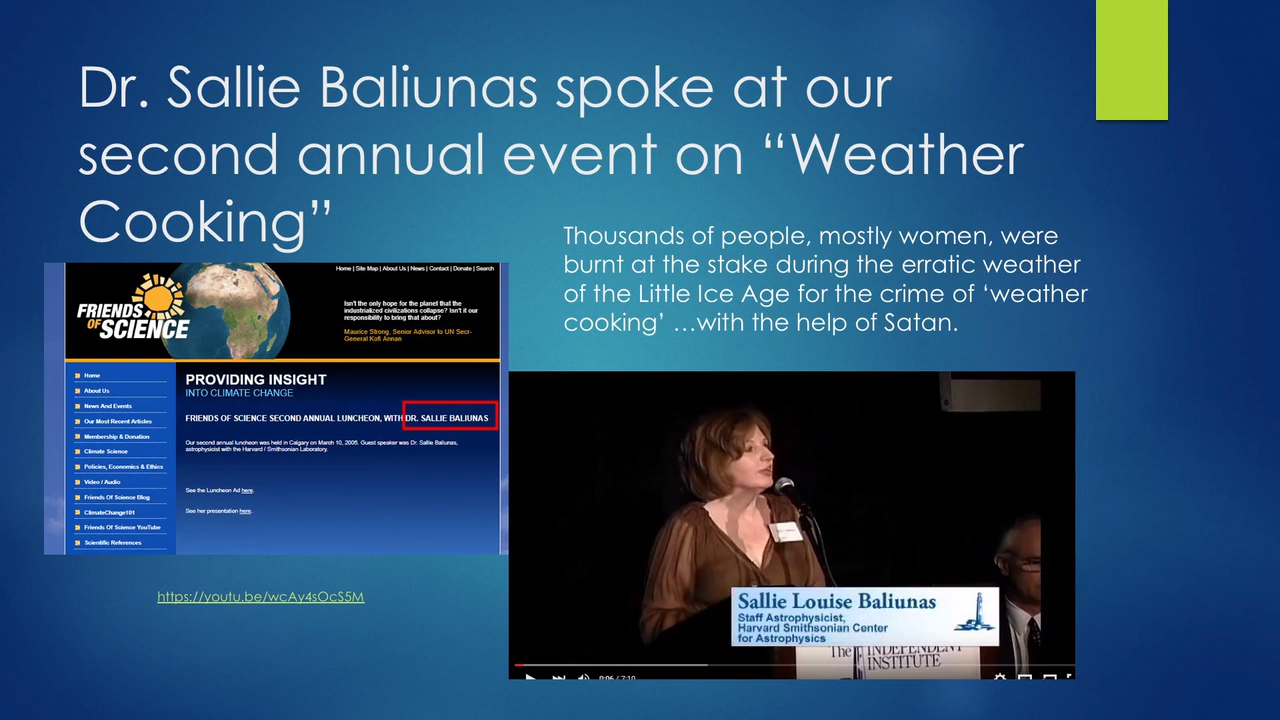 Dr. Sallie Baliunas spoke at our
second annual event on “Weather
Cooking”
Thousands of people, mostly women, were
burnt at the stake during the erratic weather
of the Little Ice Age for the crime of ‘weather
cooking’ …with the help of Satan.
Home | Site Map | About Us | News | Contact | Donate | Search
FRIENDS
OF SCIENCE
Isn't the only hope for the planet that the
industrialized civilizations collapse? Isn't it our
responsibility to bring that about?
Maurice Strong, Senior Advisor to UN Secr-
General Kofi Annan
Home
About Us
News And Events
Our Most Recent Articles
Membership & Donation
Climate Science
Policies, Economics & Ethics
Video / Audio
Friends Of Science Blog
ClimateChange101
Friends Of Science YouTube
Scientific References
PROVIDING INSIGHT
INTO CLIMATE CHANGE
FRIENDS OF SCIENCE SECOND ANNUAL LUNCHEON, WITH DR. SALLIE BALIUNAS
Our second annual luncheon was held in Calgary on March 10, 2005. Guest speaker was Dr. Sallie Baliunas,
astrophysicist with the Harvard / Smithsonian Laboratory.
See the Luncheon Ad here.
See her presentation here.
https://youtu.be/wcAy4sOcS5M
Sallie Louise Baliunas
Staff Astrophysicist,
Harvard Smithsonian Center
for Astrophysics
The INDEPENDENT
INSTITUTE
0:06 / 7:10